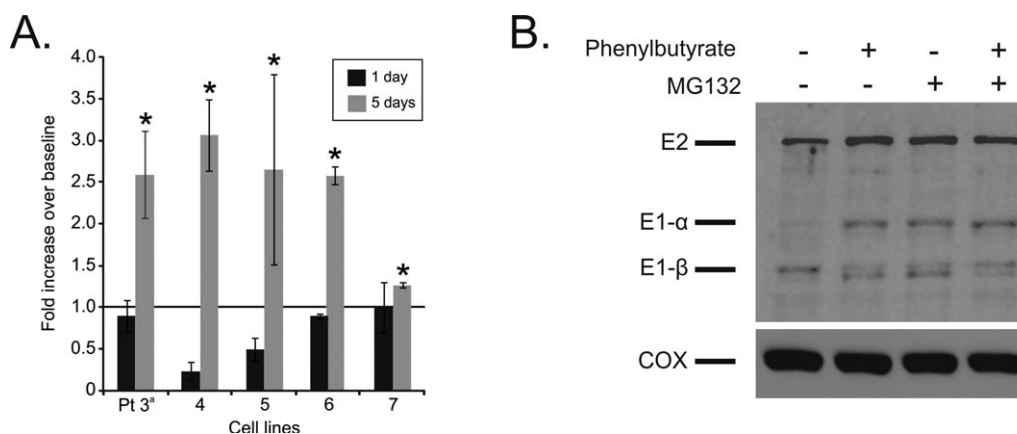 A.
Fold increase over baseline
4.0
3.5
3.0
2.5
2.0
1.5
1.0
0.5
0
1 day
5 days
* * * * *
Pt 3ª 4 5 6 7
Cell lines
B.
Phenylbutyrate - + - +
MG132 - - + +
E2
E1-α
E1-β
COX